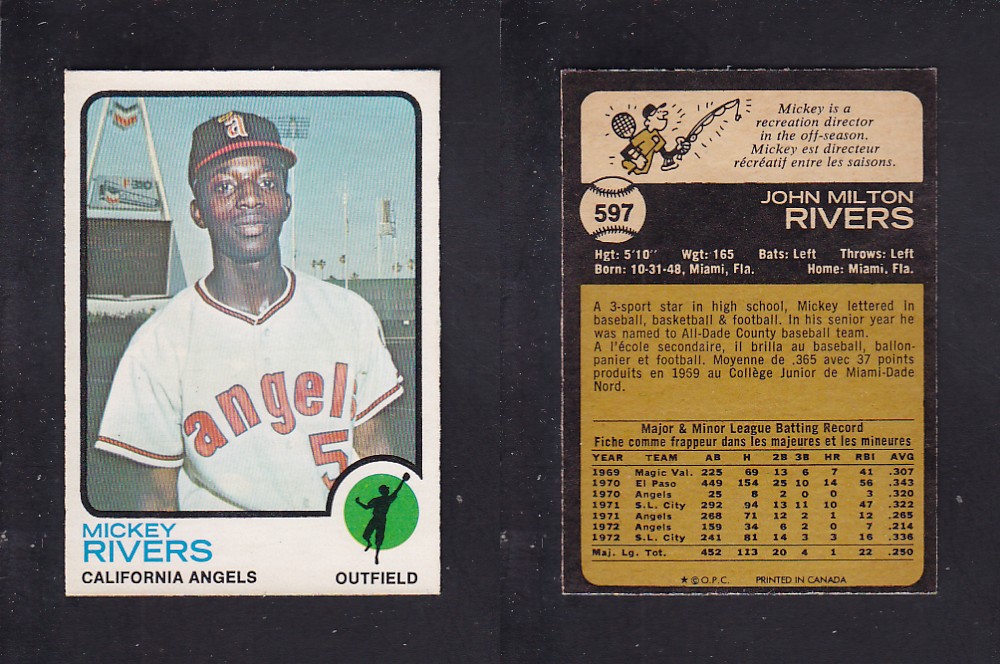 a
310
angels
5
MICKEY
RIVERS
CALIFORNIA ANGELS
OUTFIELD
Mickey is a
recreation director
in the off-season.
Mickey est directeur
récréatif entre les saisons.
597
JOHN MILTON
RIVERS
Hgt: 5'10" Wgt: 165 Bats: Left Throws: Left
Born: 10-31-48, Miami, Fla. Home: Miami, Fla.
A 3-sport star in high school, Mickey lettered in
baseball, basketball & football. In his senior year he
was named to All-Dade County baseball team.
A l'école secondaire, il brilla au baseball, ballon-
panier et football. Moyenne de .365 avec 37 points
produits en 1959 au Collège Junior de Miami-Dade
Nord.
Major & Minor League Batting Record
Fiche comme frappeur dans les majeures et les mineures
YEAR TEAM AB H 2B 3B HR RBI AVG
1969 Magic Val. 225 69 13 6 7 41 .307
1970 El Paso 449 154 25 10 14 56 .343
1970 Angels 25 8 2 0 0 3 .320
1971 S.L. City 292 94 13 11 10 47 .322
1971 Angels 268 71 12 2 1 12 .265
1972 Angels 159 34 6 2 0 7 .214
1972 S.L. City 241 81 14 3 3 16 .336
Maj. Lg. Tot. 452 113 20 4 1 22 .250
★ © O.P.C. PRINTED IN CANADA